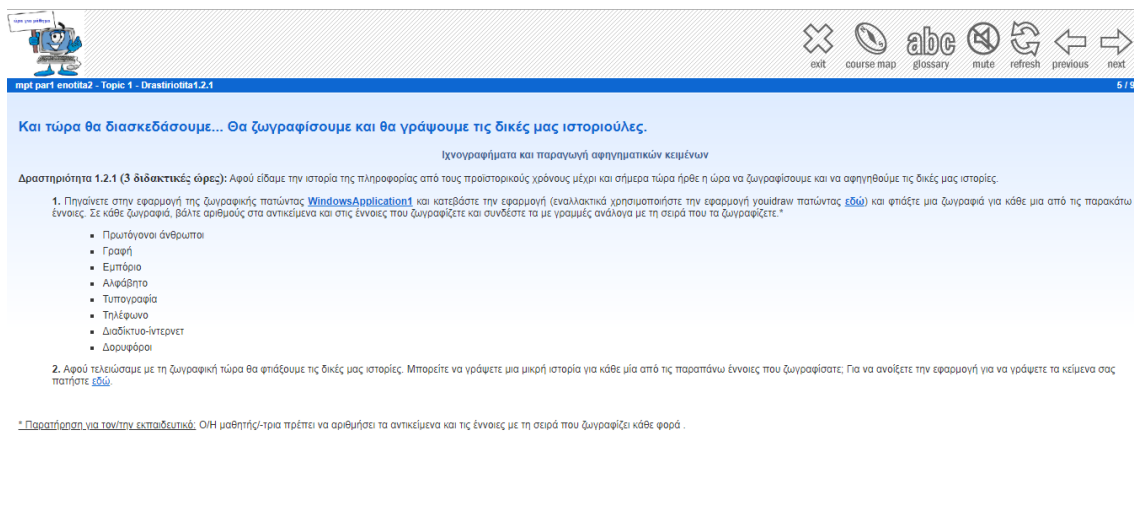 exit
course map
abc
glossary
mute
refresh
previous
next
mpt par1 enotita2 - Topic 1 - Drastiriotita1.2.1
5 / 9
Και τώρα θα διασκεδάσουμε... Θα ζωγραφίσουμε και θα γράψουμε τις δικές μας ιστοριούλες.
Ιχνογραφήματα και παραγωγή αφηγηματικών κειμένων
Δραστηριότητα 1.2.1 (3 διδακτικές ώρες): Αφού είδαμε την ιστορία της πληροφορίας από τους προϊστορικούς χρόνους μέχρι και σήμερα τώρα ήρθε η ώρα να ζωγραφίσουμε και να αφηγηθούμε τις δικές μας ιστορίες.
1. Πηγαίνετε στην εφαρμογή της ζωγραφικής πατώντας WindowsApplication1 και κατεβάστε την εφαρμογή (εναλλακτικά χρησιμοποιήστε την εφαρμογή youidraw πατώντας εδώ) και φτιάξτε μια ζωγραφιά για κάθε μια από τις παρακάτω
έννοιες. Σε κάθε ζωγραφιά, βάλτε αριθμούς στα αντικείμενα και στις έννοιες που ζωγραφίζετε και συνδέστε τα με γραμμές ανάλογα με τη σειρά που τα ζωγραφίζετε.*
Πρωτόγονοι άνθρωποι
Γραφή
Εμπόριο
Αλφάβητο
Τυπογραφία
Τηλέφωνο
Διαδίκτυο-ίντερνετ
Δορυφόροι
2. Αφού τελειώσαμε με τη ζωγραφική τώρα θα φτιάξουμε τις δικές μας ιστορίες. Μπορείτε να γράψετε μια μικρή ιστορία για κάθε μία από τις παραπάνω έννοιες που ζωγραφίσατε; Για να ανοίξετε την εφαρμογή για να γράψετε τα κείμενα σας
πατήστε εδώ.
* Παρατήρηση για τον/την εκπαιδευτικό: Ο/Η μαθητής/-τρια πρέπει να αριθμήσει τα αντικείμενα και τις έννοιες με τη σειρά που ζωγραφίζει κάθε φορά .